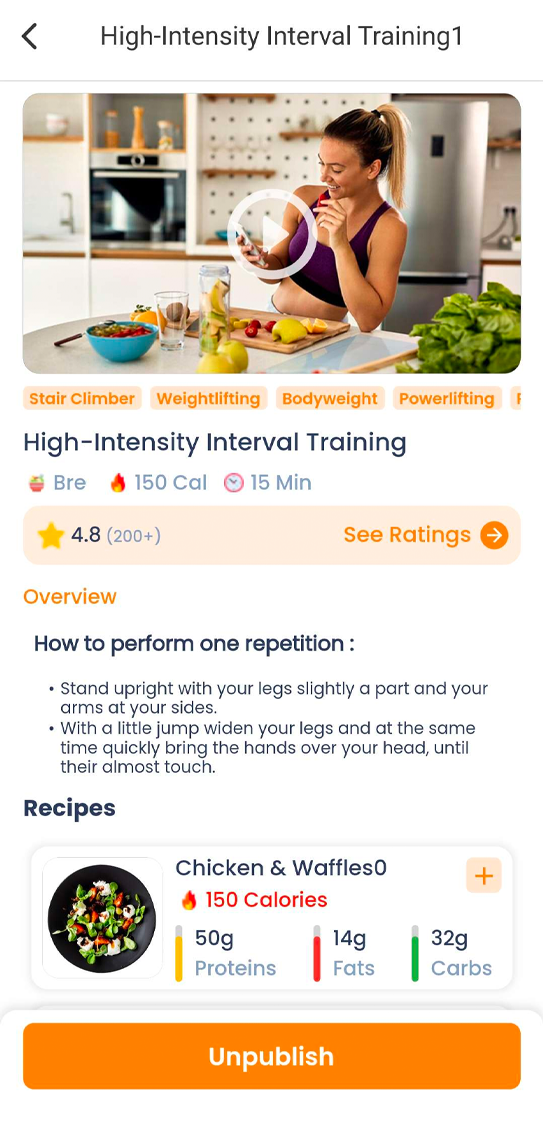 High-Intensity Interval Training1
Stair Climber Weightlifting Bodyweight Powerlifting
High-Intensity Interval Training
Bre 150 Cal 15 Min
4.8 (200+) See Ratings
Overview
How to perform one repetition :
• Stand upright with your legs slightly a part and your
arms at your sides.
• With a little jump widen your legs and at the same
time quickly bring the hands over your head, until
their almost touch.
Recipes
Chicken & Waffles0
150 Calories
50g 14g 32g
Proteins Fats Carbs
Unpublish